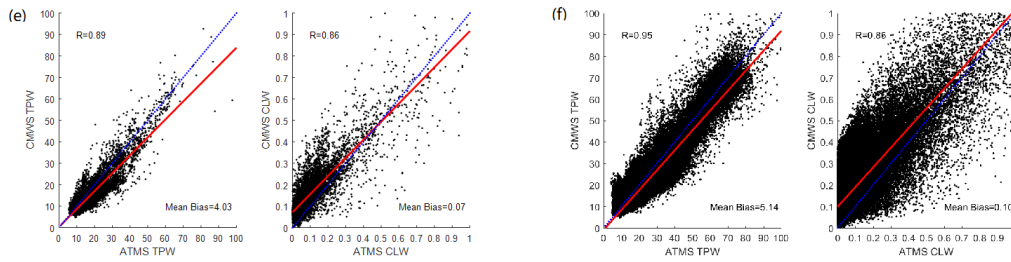 (e)
R=0.89
CMWS TPW
100
90
80
70
60
50
40
30
20
10
0
Mean Bias=4.03
0 10 20 30 40 50 60 70 80 90 100
ATMS TPW
R=0.86
CMWS CLW
1
0.9
0.8
0.7
0.6
0.5
0.4
0.3
0.2
0.1
0
Mean Bias=0.07
0 0.1 0.2 0.3 0.4 0.5 0.6 0.7 0.8 0.9 1
ATMS CLW
(f)
R=0.95
CMWS TPW
100
90
80
70
60
50
40
30
20
10
0
Mean Bias=5.14
0 10 20 30 40 50 60 70 80 90 100
ATMS TPW
R=0.86
CMWS CLW
1
0.9
0.8
0.7
0.6
0.5
0.4
0.3
0.2
0.1
0
Mean Bias=0.10
0 0.1 0.2 0.3 0.4 0.5 0.6 0.7 0.8 0.9
ATMS CLW